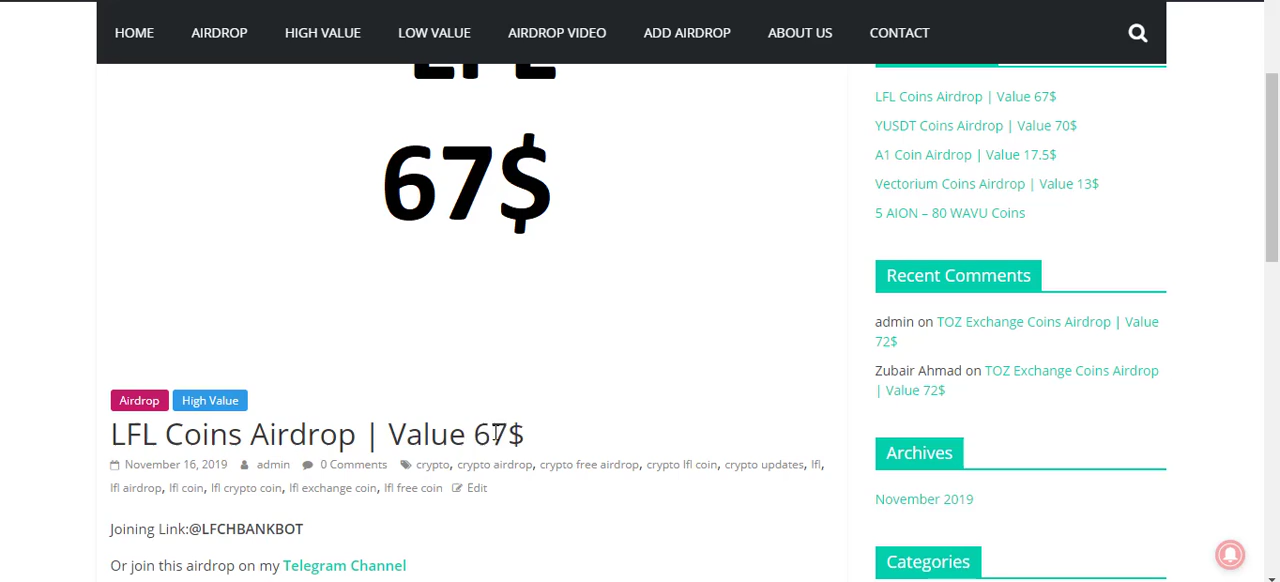 HOME AIRDROP HIGH VALUE LOW VALUE AIRDROP VIDEO ADD AIRDROP ABOUT US CONTACT
67$
Airdrop High Value
LFL Coins Airdrop | Value 67$
November 16, 2019 admin 0 Comments crypto, crypto airdrop, crypto free airdrop, crypto lfl coin, crypto updates, lfl,
lfl airdrop, lfl coin, lfl crypto coin, lfl exchange coin, lfl free coin Edit
Joining Link:@LFCHBANKBOT
Or join this airdrop on my Telegram Channel
LFL Coins Airdrop | Value 67$
YUSDT Coins Airdrop | Value 70$
A1 Coin Airdrop | Value 17.5$
Vectorium Coins Airdrop | Value 13$
5 AION – 80 WAVU Coins
Recent Comments
admin on TOZ Exchange Coins Airdrop | Value
72$
Zubair Ahmad on TOZ Exchange Coins Airdrop
| Value 72$
Archives
November 2019
Categories